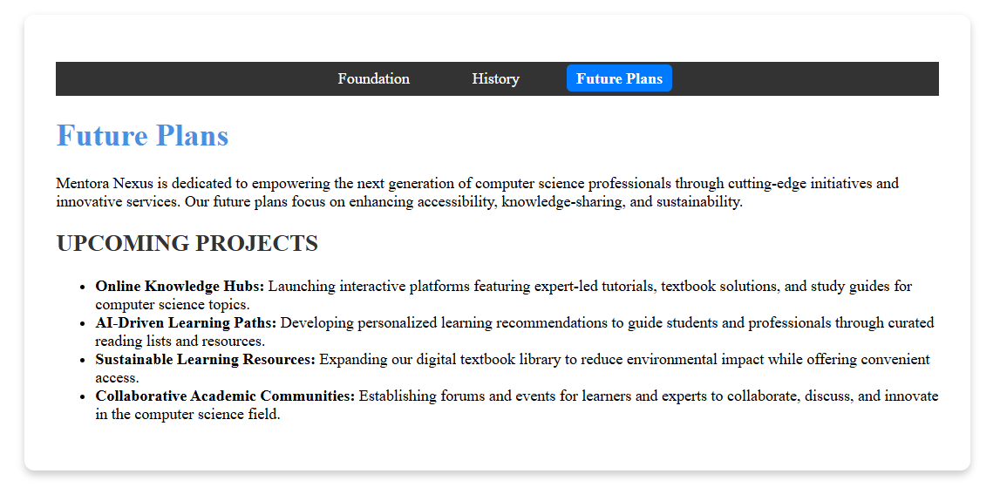 Foundation History Future Plans
Future Plans
Mentora Nexus is dedicated to empowering the next generation of computer science professionals through cutting-edge initiatives and
innovative services. Our future plans focus on enhancing accessibility, knowledge-sharing, and sustainability.
UPCOMING PROJECTS
• Online Knowledge Hubs: Launching interactive platforms featuring expert-led tutorials, textbook solutions, and study guides for
computer science topics.
• AI-Driven Learning Paths: Developing personalized learning recommendations to guide students and professionals through curated
reading lists and resources.
• Sustainable Learning Resources: Expanding our digital textbook library to reduce environmental impact while offering convenient
access.
• Collaborative Academic Communities: Establishing forums and events for learners and experts to collaborate, discuss, and innovate
in the computer science field.